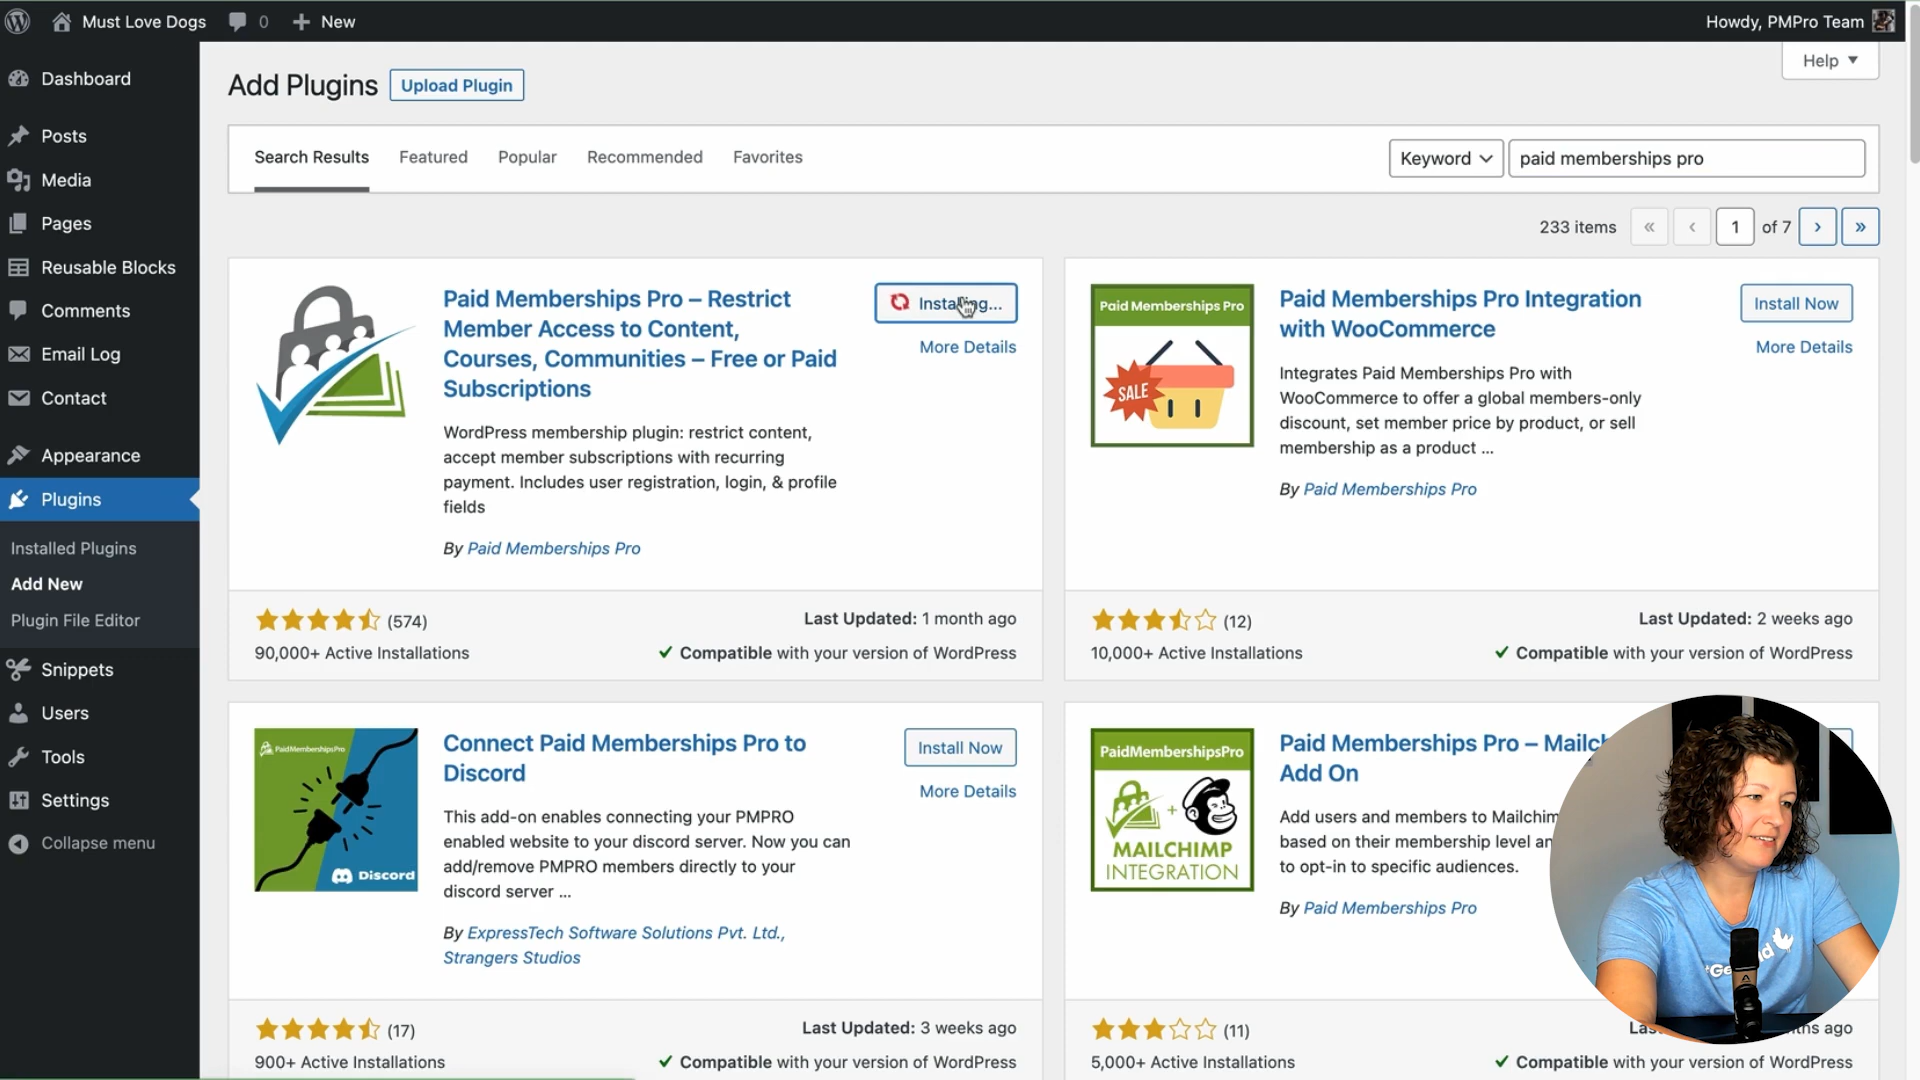 Must Love Dogs
0
New
Howdy, PMPro Team
Dashboard
Posts
Media
Pages
Reusable Blocks
Comments
Email Log
Contact
Appearance
Plugins
Installed Plugins
Add New
Plugin File Editor
Snippets
Users
Tools
Settings
Collapse menu
Help
Add Plugins
Upload Plugin
Search Results
Featured
Popular
Recommended
Favorites
Keyword
paid memberships pro
233 items
«
‹
1
of 7
›
»
Paid Memberships Pro – Restrict
Member Access to Content,
Courses, Communities – Free or Paid
Subscriptions
Installing...
More Details
WordPress membership plugin: restrict content,
accept member subscriptions with recurring
payment. Includes user registration, login, & profile
fields
By Paid Memberships Pro
(574)
90,000+ Active Installations
Last Updated: 1 month ago
Compatible with your version of WordPress
Paid Memberships Pro
SALE
Paid Memberships Pro Integration
with WooCommerce
Install Now
More Details
Integrates Paid Memberships Pro with
WooCommerce to offer a global members-only
discount, set member price by product, or sell
membership as a product ...
By Paid Memberships Pro
(12)
10,000+ Active Installations
Last Updated: 2 weeks ago
Compatible with your version of WordPress
PaidMembershipsPro
Discord
Connect Paid Memberships Pro to
Discord
Install Now
More Details
This add-on enables connecting your PMPRO
enabled website to your discord server. Now you can
add/remove PMPRO members directly to your
discord server ...
By ExpressTech Software Solutions Pvt. Ltd.,
Strangers Studios
(17)
900+ Active Installations
Last Updated: 3 weeks ago
Compatible with your version of WordPress
PaidMembershipsPro
+
MAILCHIMP
INTEGRATION
Paid Memberships Pro –
Add On
Add users and members to
based on their membership level
to opt-in to specific audiences.
By Paid Memberships Pro
(11)
5,000+ Active Installations
ago
Compatible with your version of WordPress